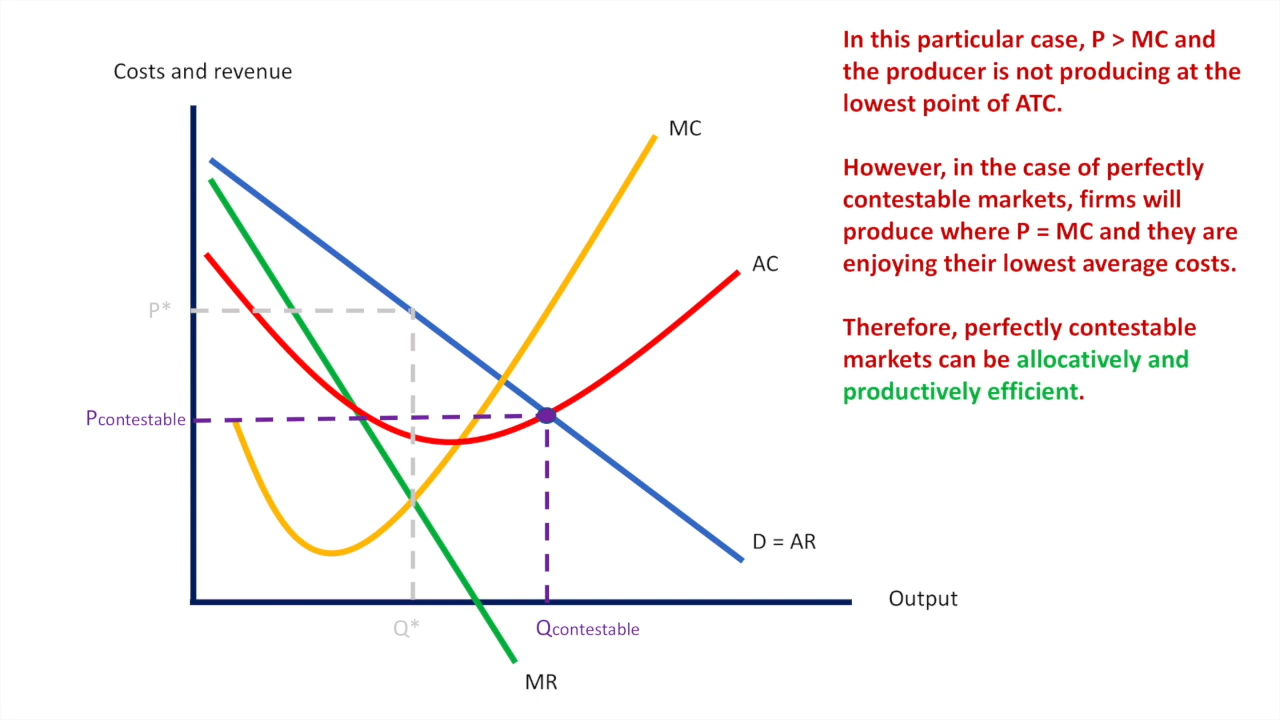 Costs and revenue
MC
AC
P*
Pcontestable
D = AR
Output
Q*
Qcontestable
MR
In this particular case, P > MC and
the producer is not producing at the
lowest point of ATC.
However, in the case of perfectly
contestable markets, firms will
produce where P = MC and they are
enjoying their lowest average costs.
Therefore, perfectly contestable
markets can be allocatively and
productively efficient.